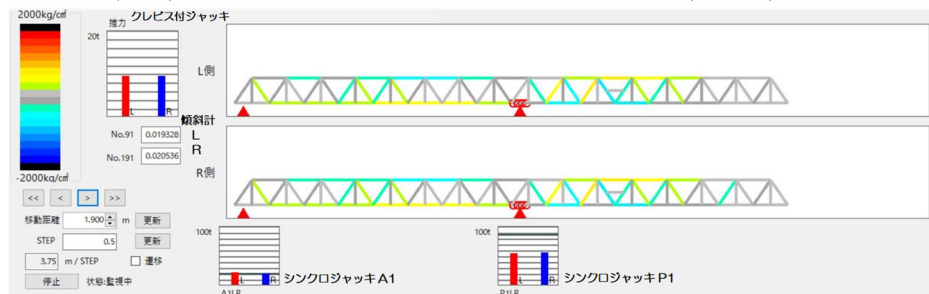 2000kg/c㎡
推力
クレビス付ジャッキ
20t
L
R
-2000kg/c㎡
傾斜計
No.91
0.019328
L
No.191
0.020536
R
L側
R側
<<
<
>
>>
移動距離
1.900
m
更新
STEP
0.5
更新
3.75
m / STEP
遷移
停止
状態:監視中
100t
L
R
シンクロジャッキA1
100t
L
R
シンクロジャッキP1